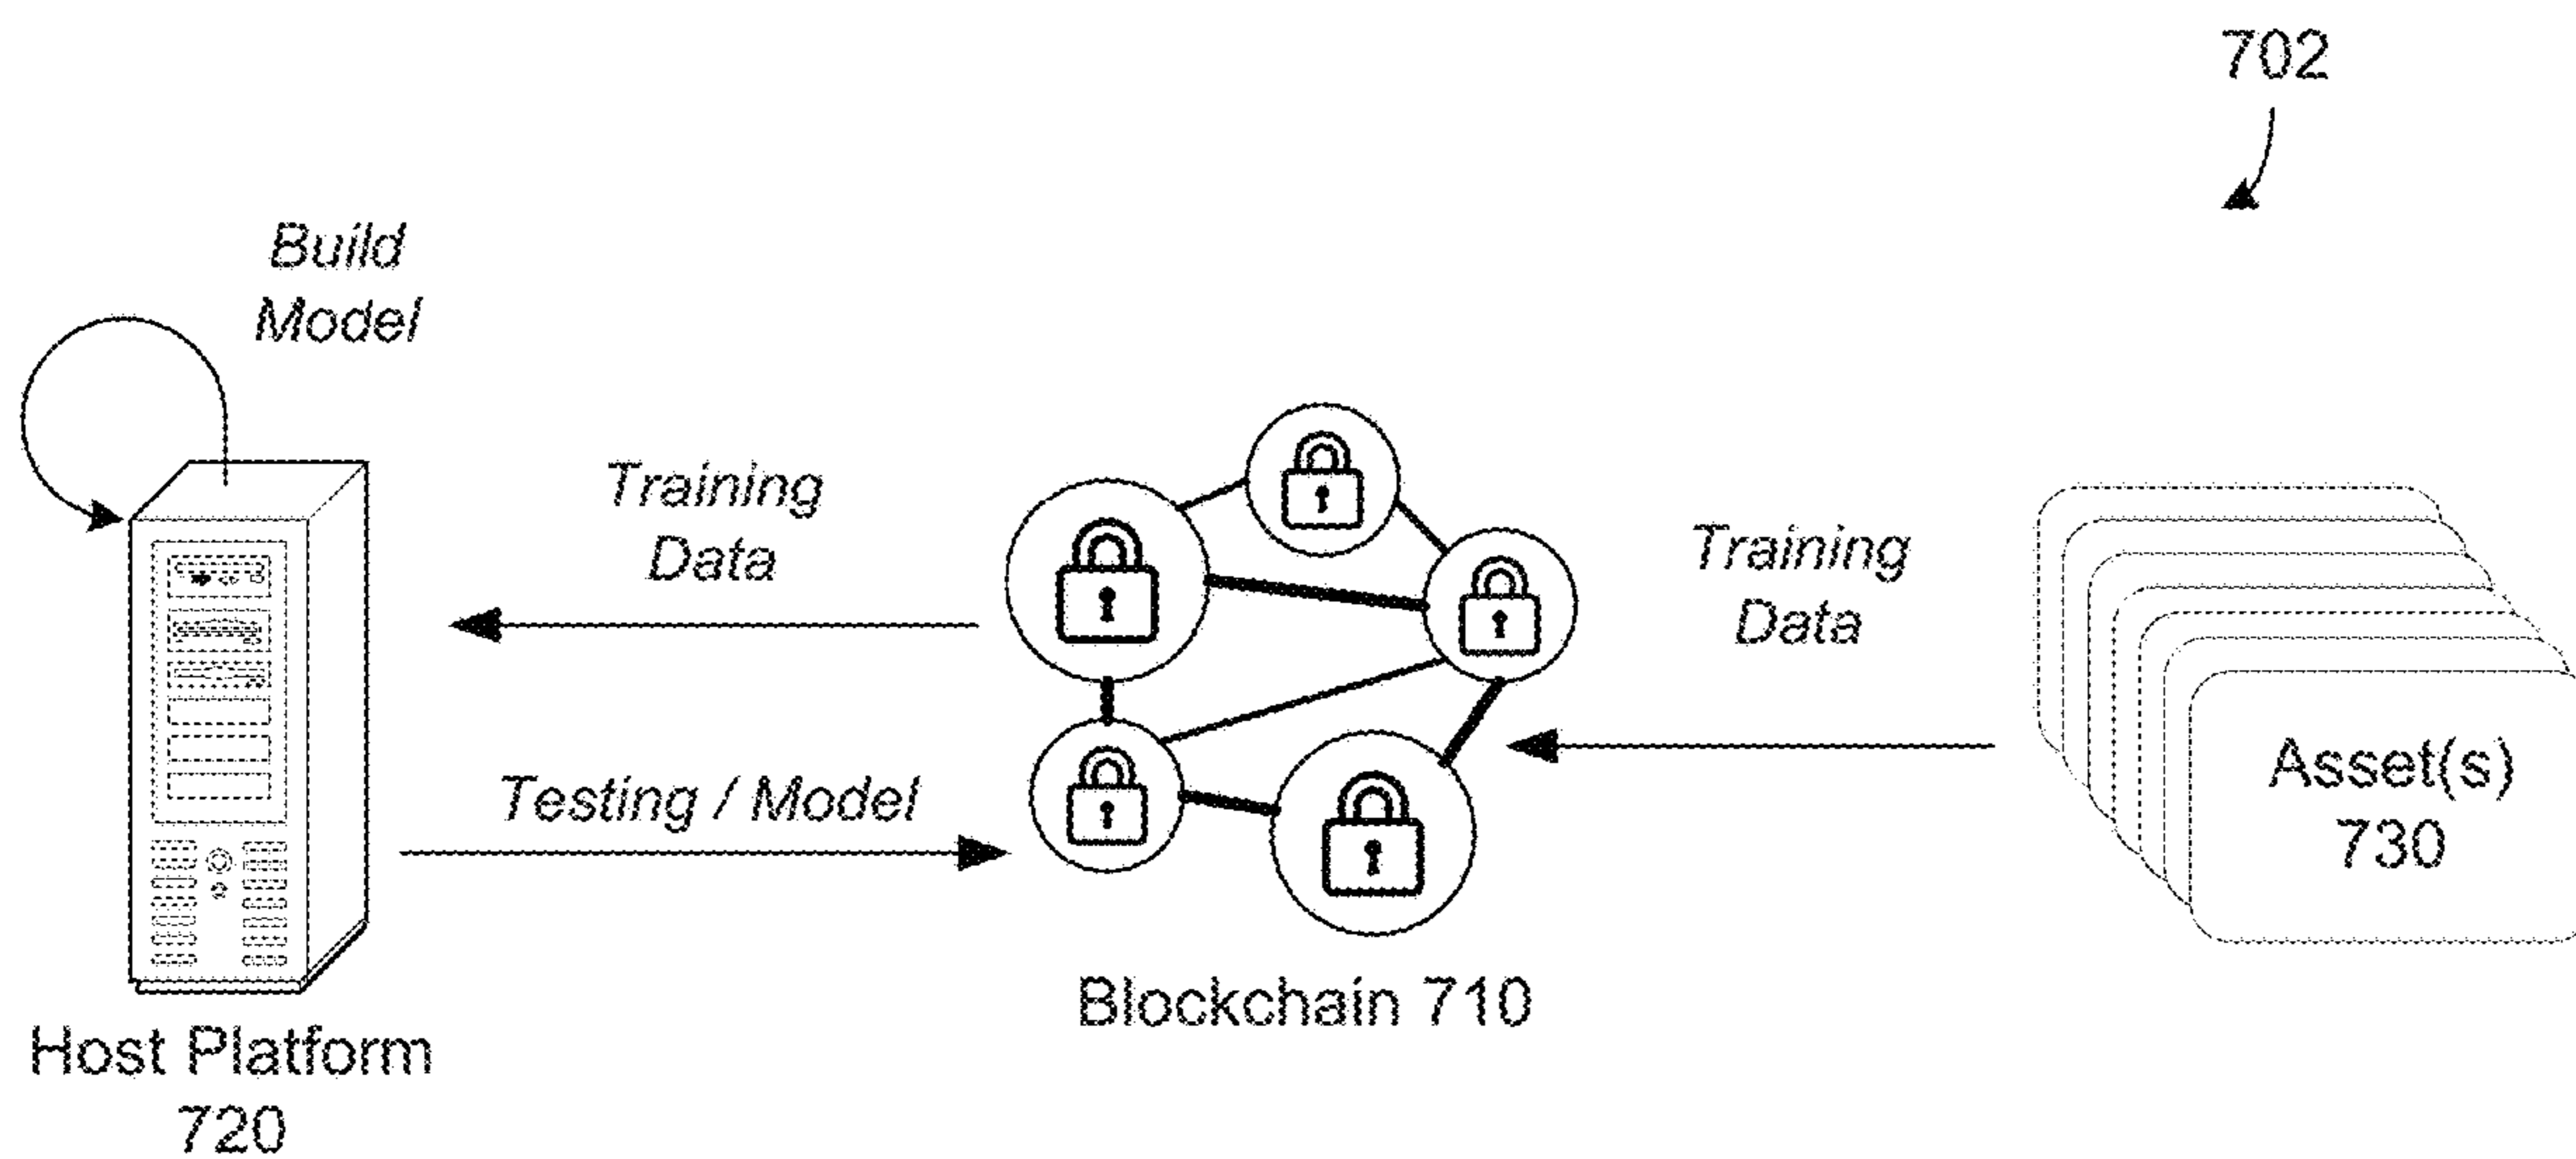 702
Build
Model
Training
Data
Training
Data
Testing / Model
Asset(s)
730
Blockchain 710
Host Platform
720